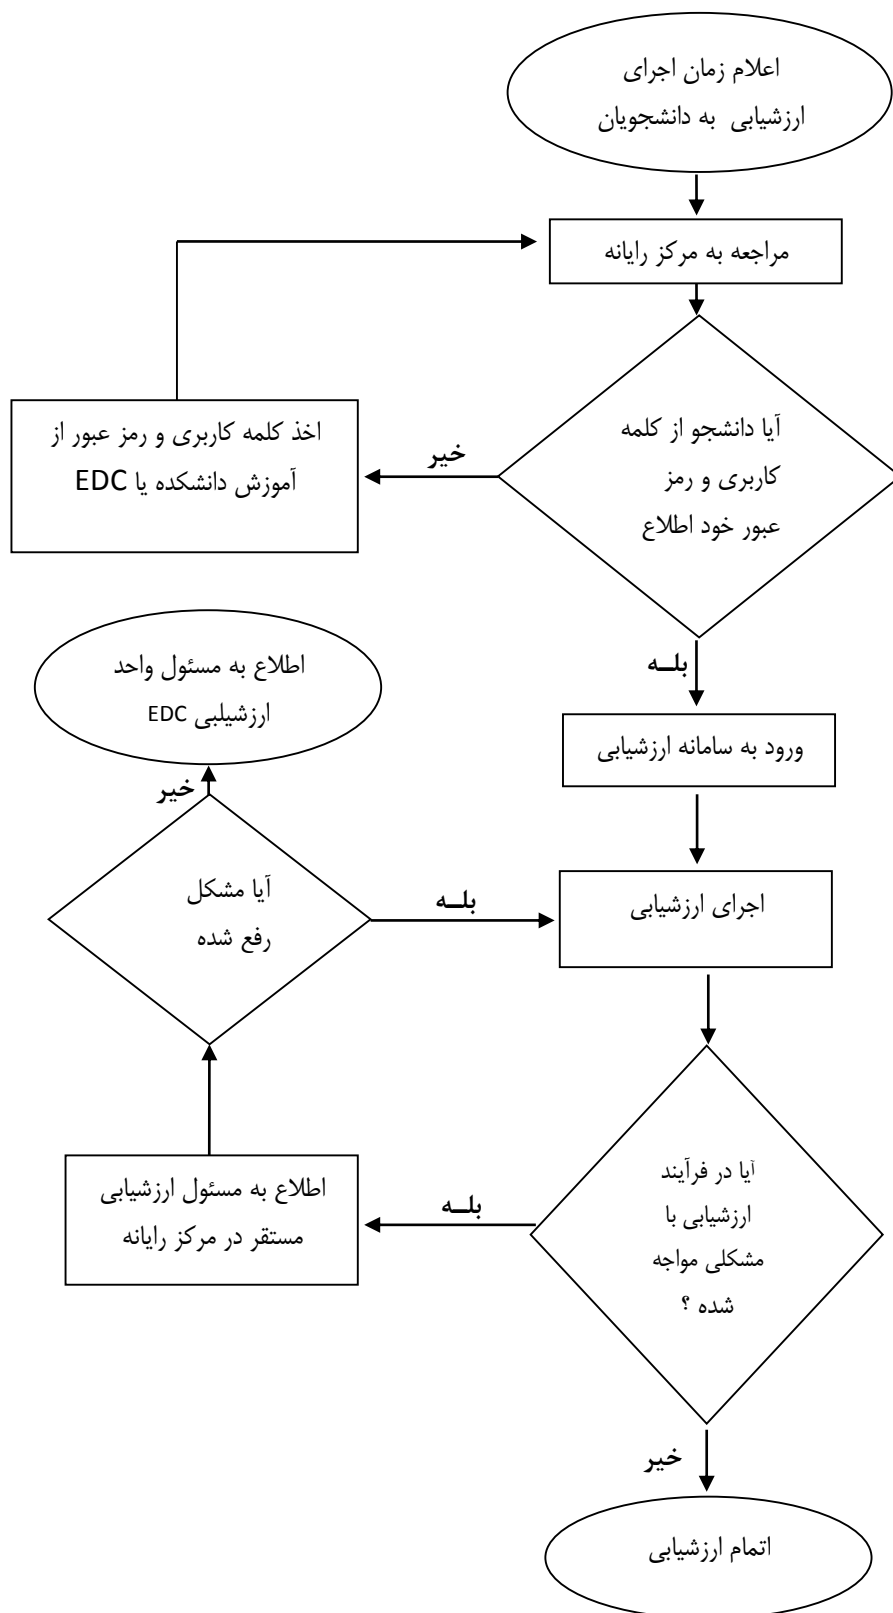 اعلام زمان اجرای
ارزشیابی به دانشجویان
مراجعه به مرکز رایانه
آیا دانشجو از کلمه
کاربری و رمز
عبور خود اطلاع
خیر
اخذ کلمه کاربری و رمز عبور از
آموزش دانشکده یا EDC
بلــه
ورود به سامانه ارزشیابی
اطلاع به مسئول واحد
ارزشیلبی EDC
خیر
آیا مشکل
رفع شده
بلــه
اجرای ارزشیابی
آیا در فرآیند
ارزشیابی با
مشکلی مواجه
شده ؟
بلــه
اطلاع به مسئول ارزشیابی
مستقر در مرکز رایانه
خیر
اتمام ارزشیابی